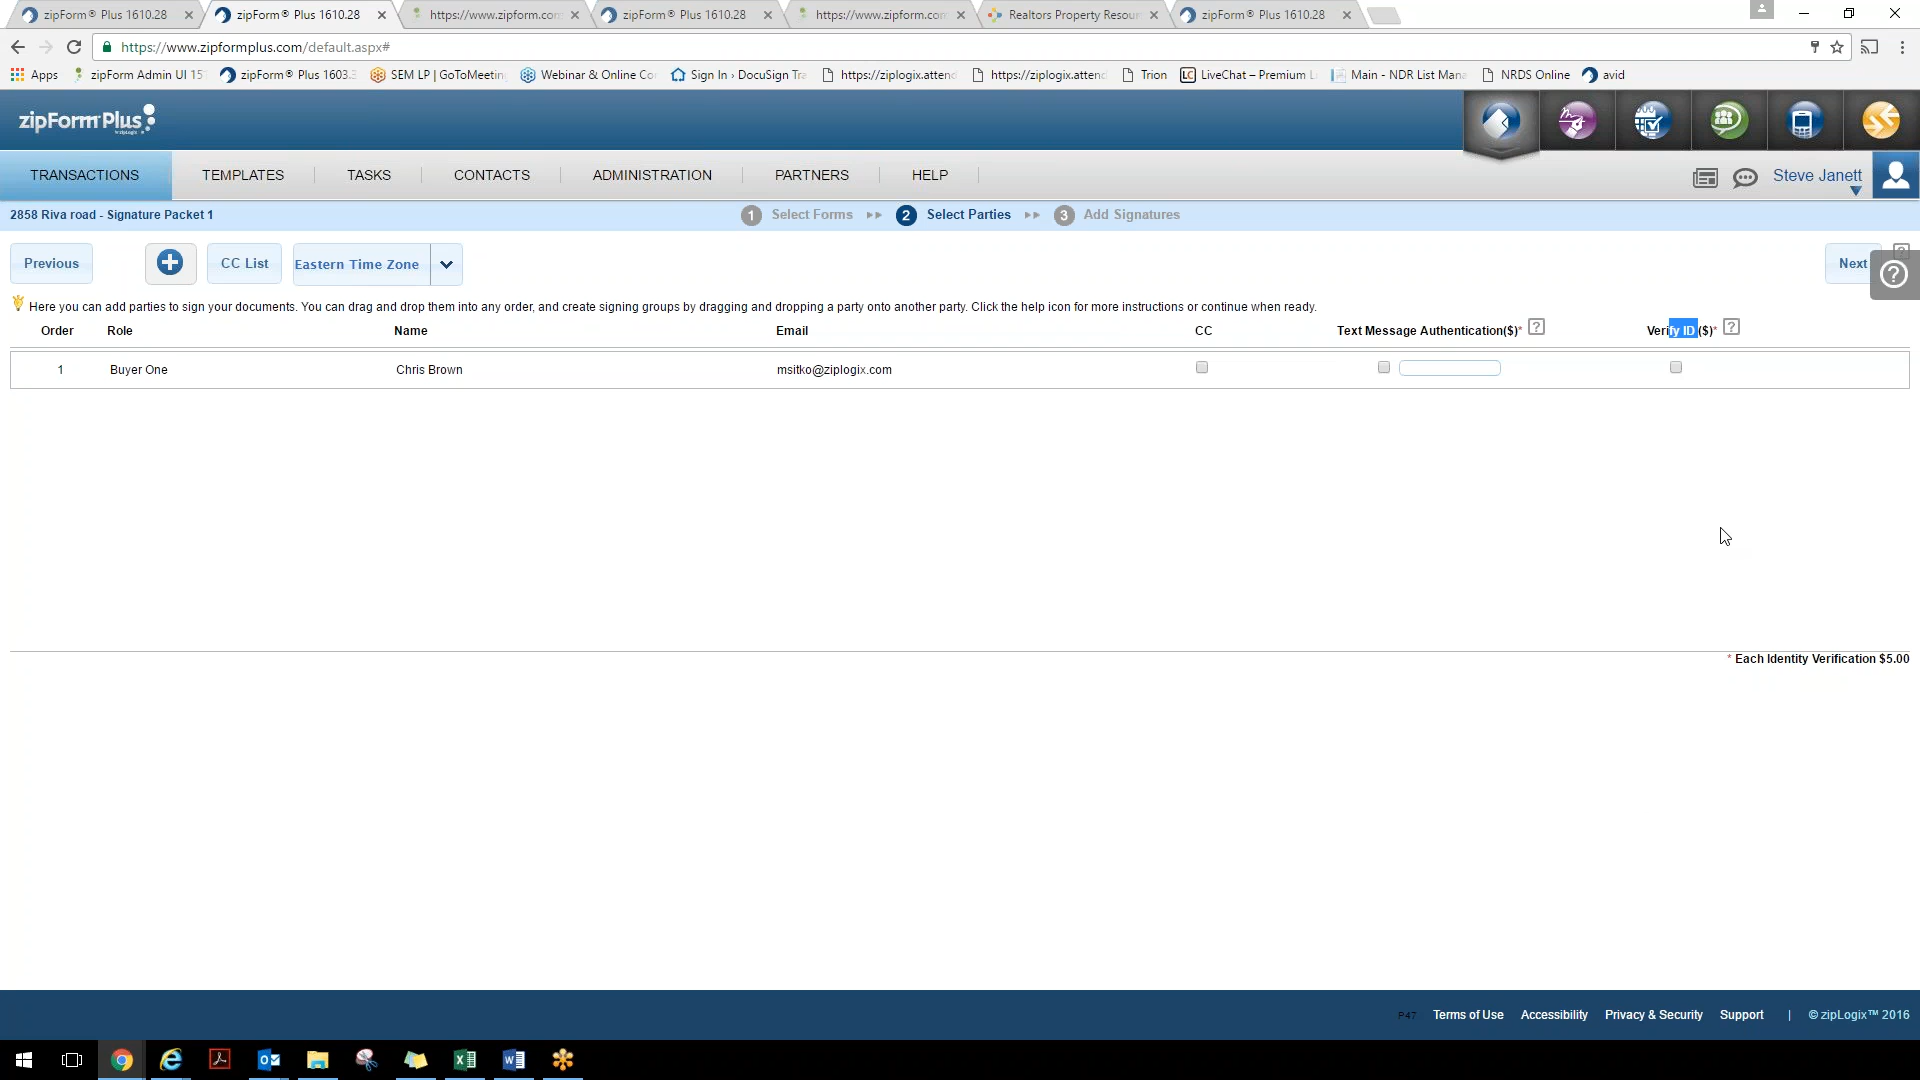 zipForm® Plus 1610.28
zipForm® Plus 1610.28
https://www.zipform.com
zipForm® Plus 1610.28
https://www.zipform.com
Realtors Property Resour
zipForm® Plus 1610.28
https://www.zipformplus.com/default.aspx#
Apps
zipForm Admin UI 15
zipForm® Plus 1603.3
SEM LP | GoToMeeting
Webinar & Online Co
Sign In › DocuSign Tra
https://ziplogix.attend
https://ziplogix.attend
Trion
LC LiveChat – Premium L
Main - NDR List Mana
NRDS Online
avid
zipForm Plus
by zipLogix
TRANSACTIONS
TEMPLATES
TASKS
CONTACTS
ADMINISTRATION
PARTNERS
HELP
Steve Janett
2858 Riva road - Signature Packet 1
1 Select Forms
2 Select Parties
3 Add Signatures
Previous
CC List
Eastern Time Zone
Next
?
Here you can add parties to sign your documents. You can drag and drop them into any order, and create signing groups by dragging and dropping a party onto another party. Click the help icon for more instructions or continue when ready.
Order Role Name Email CC Text Message Authentication($)* ? Verify ID ($)* ?
1 Buyer One Chris Brown msitko@ziplogix.com
* Each Identity Verification $5.00
P47 Terms of Use Accessibility Privacy & Security Support | © zipLogix™ 2016